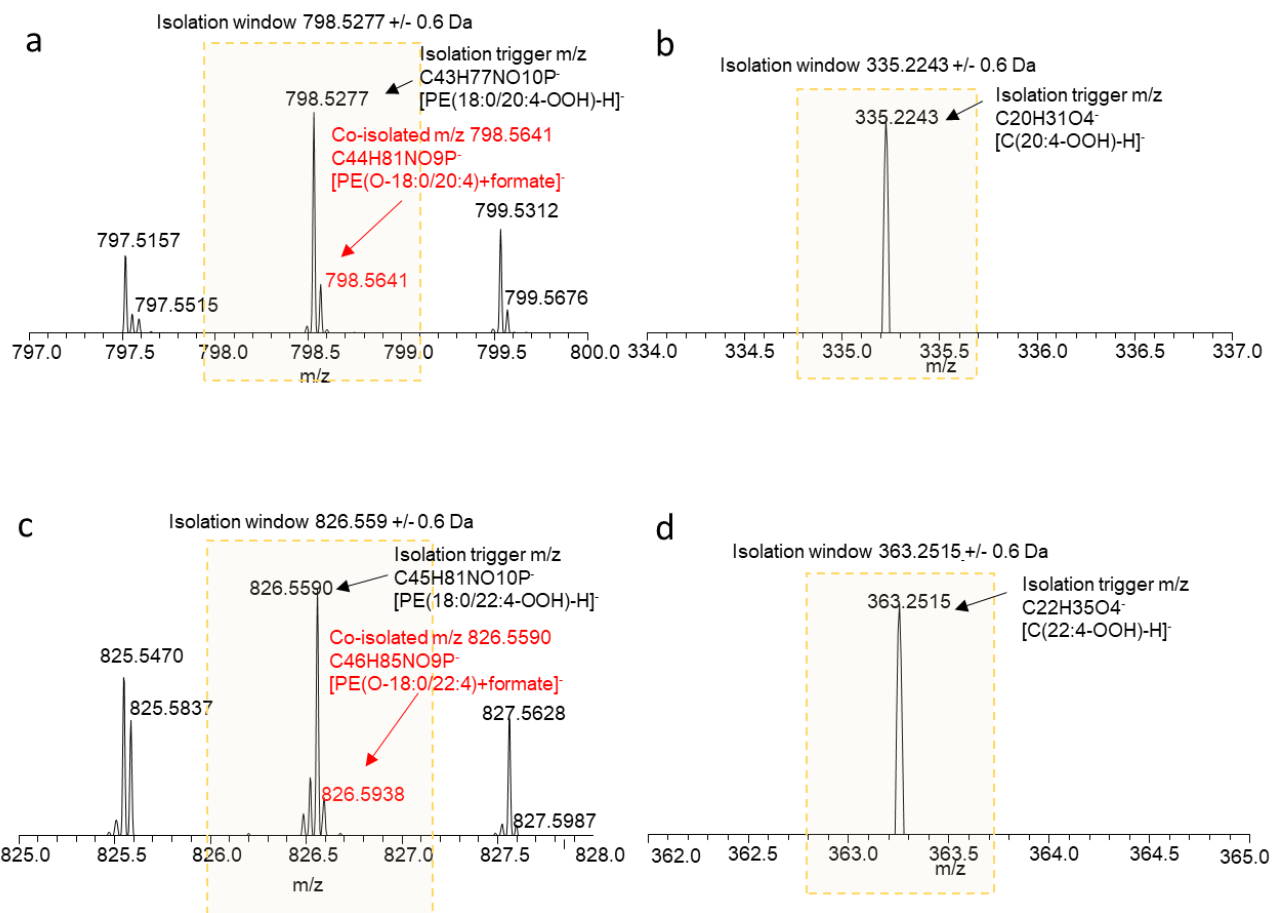 a
Isolation window 798.5277 +/- 0.6 Da
Isolation trigger m/z
C43H77NO10P-
[PE(18:0/20:4-OOH)-H]-
798.5277
Co-isolated m/z 798.5641
C44H81NO9P-
[PE(O-18:0/20:4)+formate]-
797.5157
797.5515
798.5641
799.5312
799.5676
797.0 797.5 798.0 798.5 799.0 799.5 800.0
m/z
b
Isolation window 335.2243 +/- 0.6 Da
Isolation trigger m/z
C20H31O4-
[C(20:4-OOH)-H]-
335.2243
334.0 334.5 335.0 335.5 336.0 336.5 337.0
m/z
c
Isolation window 826.559 +/- 0.6 Da
Isolation trigger m/z
C45H81NO10P-
[PE(18:0/22:4-OOH)-H]-
826.5590
Co-isolated m/z 826.5590
C46H85NO9P-
[PE(O-18:0/22:4)+formate]-
825.5470
825.5837
826.5938
827.5628
827.5987
825.0 825.5 826.0 826.5 827.0 827.5 828.0
m/z
d
Isolation window 363.2515 +/- 0.6 Da
Isolation trigger m/z
C22H35O4-
[C(22:4-OOH)-H]-
363.2515
362.0 362.5 363.0 363.5 364.0 364.5 365.0
m/z